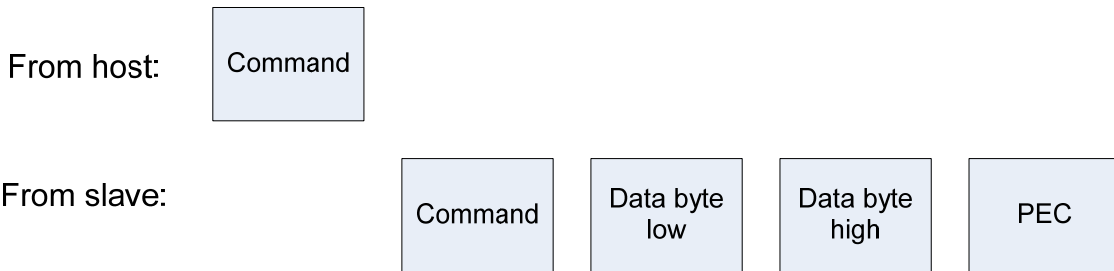 From host:
Command
From slave:
Command
Data byte
low
Data byte
high
PEC